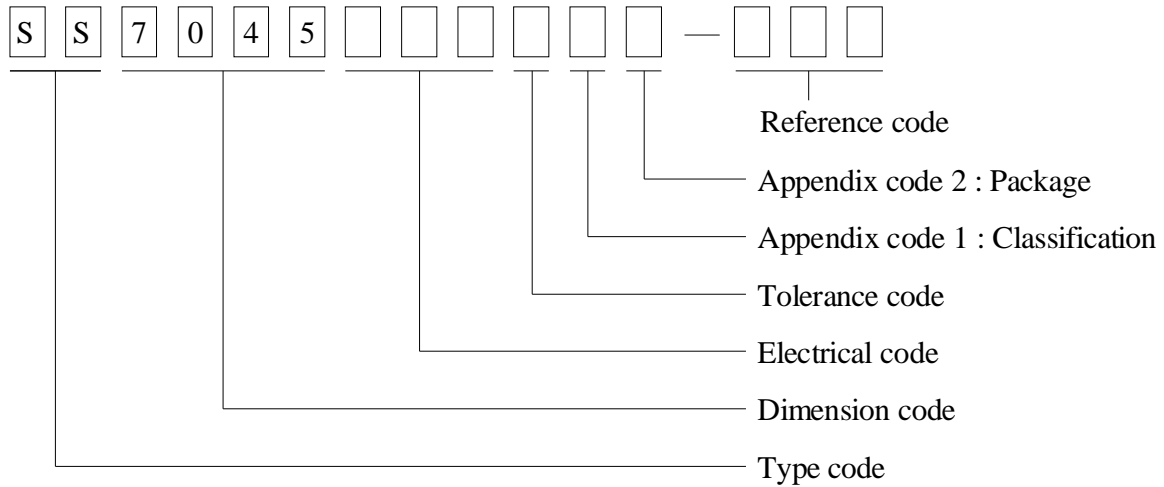 S S 7 0 4 5 —
Reference code
Appendix code 2 : Package
Appendix code 1 : Classification
Tolerance code
Electrical code
Dimension code
Type code